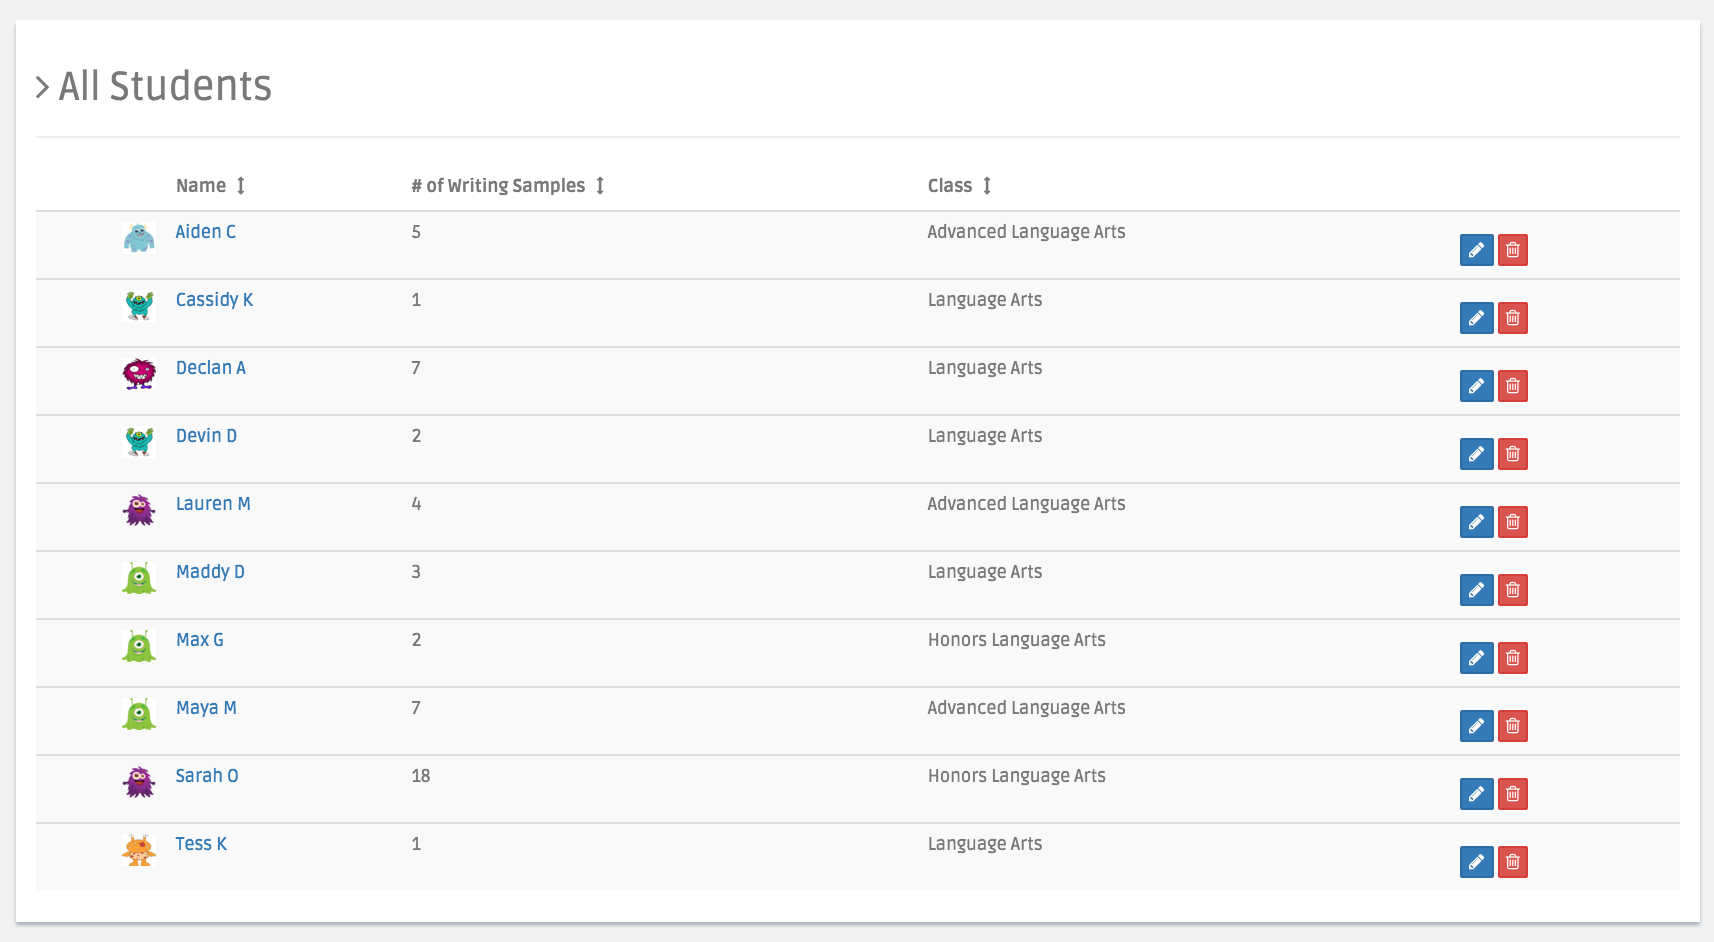 All Students
Name # of Writing Samples Class
Aiden C 5 Advanced Language Arts
Cassidy K 1 Language Arts
Declan A 7 Language Arts
Devin D 2 Language Arts
Lauren M 4 Advanced Language Arts
Maddy D 3 Language Arts
Max G 2 Honors Language Arts
Maya M 7 Advanced Language Arts
Sarah O 18 Honors Language Arts
Tess K 1 Language Arts